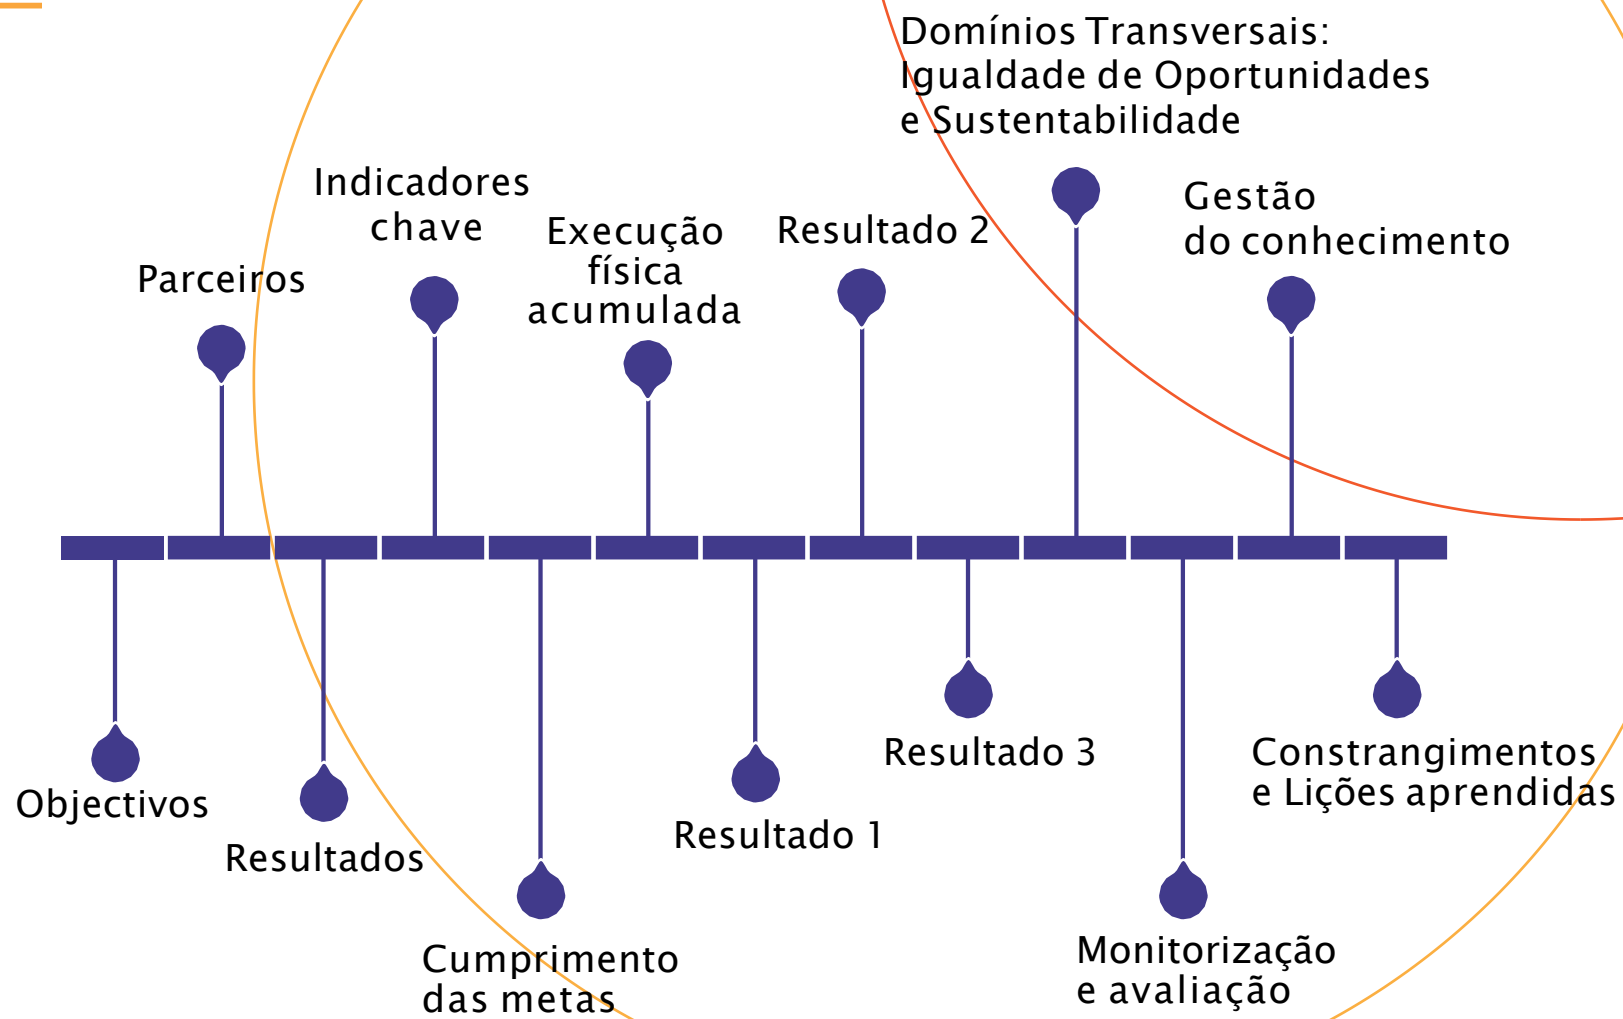 Domínios Transversais:
Igualdade de Oportunidades
e Sustentabilidade
Indicadores
chave
Gestão
do conhecimento
Execução
física
acumulada
Resultado 2
Parceiros
Objectivos
Resultados
Cumprimento
das metas
Resultado 1
Resultado 3
Monitorização
e avaliação
Constrangimentos
e Lições aprendidas